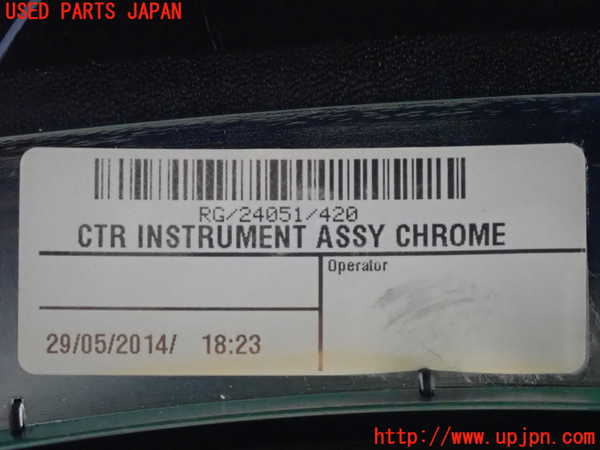 USED PARTS JAPAN
RG/24051/420
CTR INSTRUMENT ASSY CHROME
Operator
29/05/2014/ 18:23
http://www.upjpn.com/